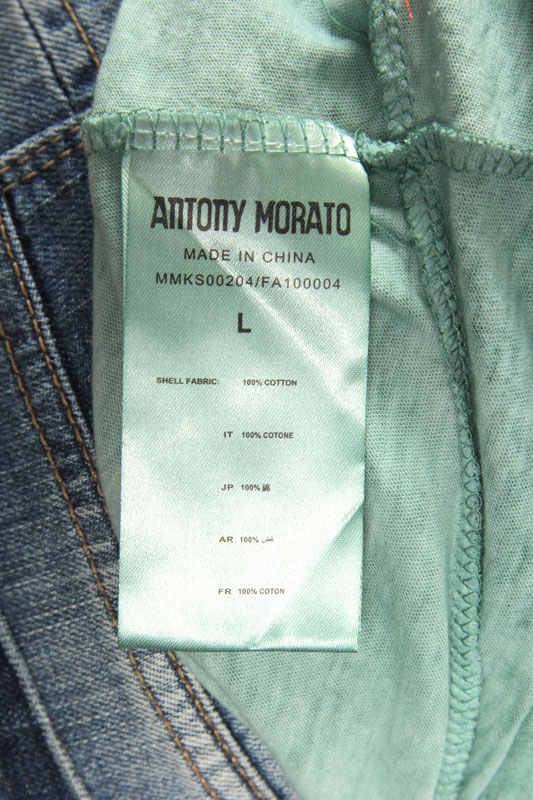 ANTONY MORATO
MADE IN CHINA
MMKS00204/FA100004
L
SHELL FABRIC: 100% COTTON
IT 100% COTONE
JP 100% 綿
AR 100%
FR 100% COTON